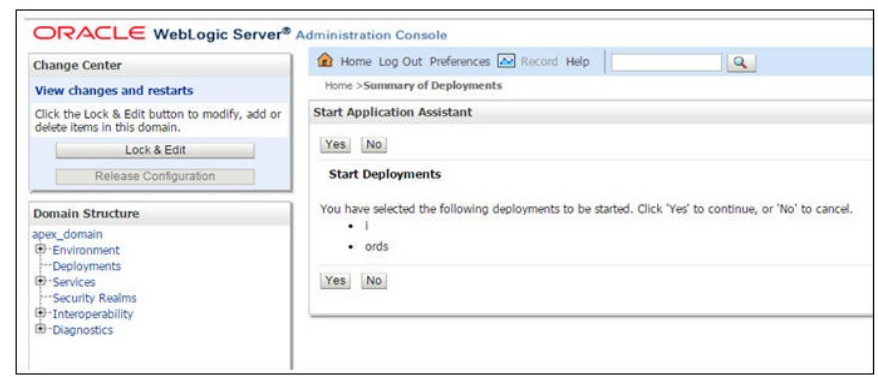 ORACLE WebLogic Server® Administration Console
Change Center
View changes and restarts
Click the Lock & Edit button to modify, add or
delete items in this domain.
Lock & Edit
Release Configuration
Domain Structure
apex_domain
Environment
Deployments
Services
Security Realms
Interoperability
Diagnostics
Home Log Out Preferences Record Help
Home >Summary of Deployments
Start Application Assistant
Yes No
Start Deployments
You have selected the following deployments to be started. Click 'Yes' to continue, or 'No' to cancel.
• i
• ords
Yes No